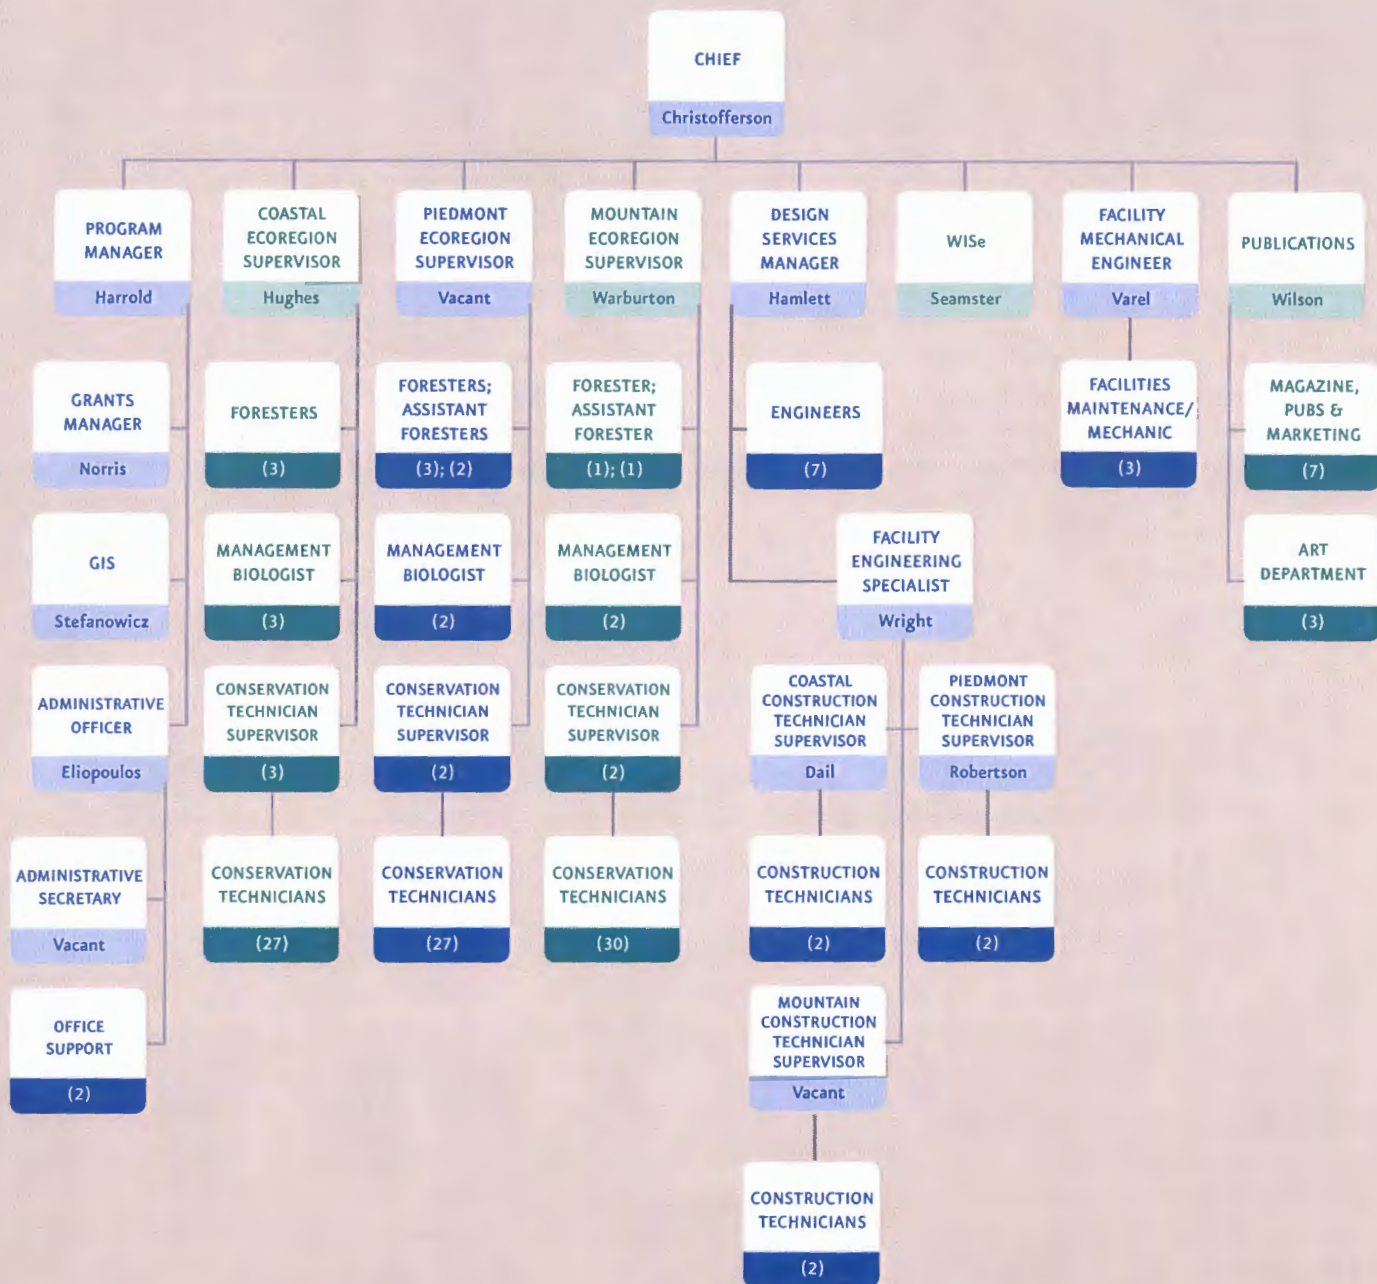 CHIEF
Christofferson
PROGRAM
MANAGER
Harrold
COASTAL
ECOREGION
SUPERVISOR
Hughes
PIEDMONT
ECOREGION
SUPERVISOR
Vacant
MOUNTAIN
ECOREGION
SUPERVISOR
Warburton
DESIGN
SERVICES
MANAGER
Hamlett
WISe
Seamster
FACILITY
MECHANICAL
ENGINEER
Varel
PUBLICATIONS
Wilson
GRANTS
MANAGER
Norris
FORESTERS
(3)
FORESTERS;
ASSISTANT
FORESTERS
(3); (2)
FORESTER;
ASSISTANT
FORESTER
(1); (1)
ENGINEERS
(7)
FACILITIES
MAINTENANCE/
MECHANIC
(3)
MAGAZINE,
PUBS &
MARKETING
(7)
GIS
Stefanowicz
MANAGEMENT
BIOLOGIST
(3)
MANAGEMENT
BIOLOGIST
(2)
MANAGEMENT
BIOLOGIST
(2)
FACILITY
ENGINEERING
SPECIALIST
Wright
ART
DEPARTMENT
(3)
ADMINISTRATIVE
OFFICER
Eliopoulos
CONSERVATION
TECHNICIAN
SUPERVISOR
(3)
CONSERVATION
TECHNICIAN
SUPERVISOR
(2)
CONSERVATION
TECHNICIAN
SUPERVISOR
(2)
COASTAL
CONSTRUCTION
TECHNICIAN
SUPERVISOR
Dail
PIEDMONT
CONSTRUCTION
TECHNICIAN
SUPERVISOR
Robertson
ADMINISTRATIVE
SECRETARY
Vacant
CONSERVATION
TECHNICIANS
(27)
CONSERVATION
TECHNICIANS
(27)
CONSERVATION
TECHNICIANS
(30)
CONSTRUCTION
TECHNICIANS
(2)
CONSTRUCTION
TECHNICIANS
(2)
OFFICE
SUPPORT
(2)
MOUNTAIN
CONSTRUCTION
TECHNICIAN
SUPERVISOR
Vacant
CONSTRUCTION
TECHNICIANS
(2)